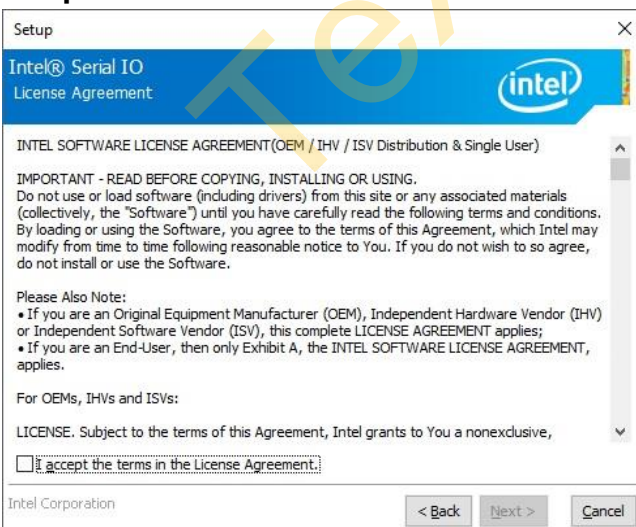 Setup
Intel® Serial IO
License Agreement
intel
INTEL SOFTWARE LICENSE AGREEMENT(OEM / IHV / ISV Distribution & Single User)
IMPORTANT - READ BEFORE COPYING, INSTALLING OR USING.
Do not use or load software (including drivers) from this site or any associated materials
(collectively, the "Software") until you have carefully read the following terms and conditions.
By loading or using the Software, you agree to the terms of this Agreement, which Intel may
modify from time to time following reasonable notice to You. If you do not wish to so agree,
do not install or use the Software.
Please Also Note:
• If you are an Original Equipment Manufacturer (OEM), Independent Hardware Vendor (IHV)
or Independent Software Vendor (ISV), this complete LICENSE AGREEMENT applies;
• If you are an End-User, then only Exhibit A, the INTEL SOFTWARE LICENSE AGREEMENT,
applies.
For OEMs, IHVs and ISVs:
LICENSE. Subject to the terms of this Agreement, Intel grants to You a nonexclusive,
I accept the terms in the License Agreement.
Intel Corporation
< Back Next > Cancel